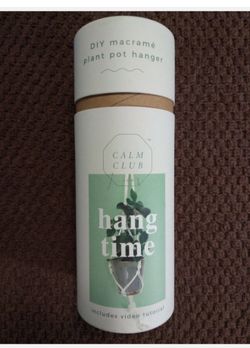 DIY macramé
plant pot hanger
CALM
CLUB
hang
time
includes video tutorial